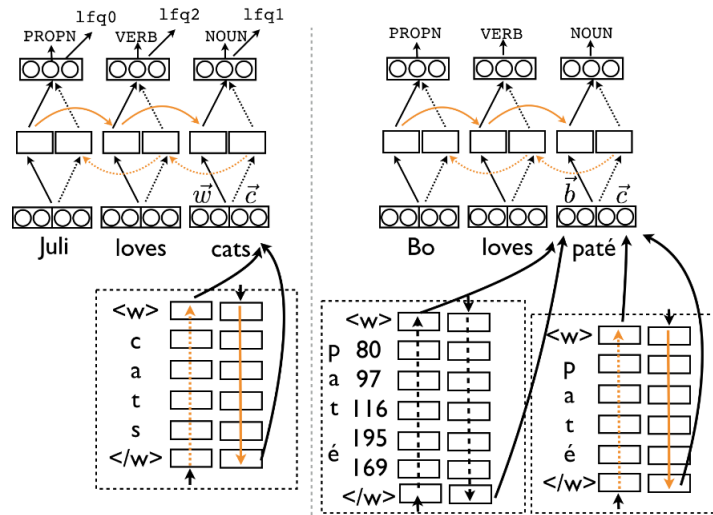 lfq0 lfq2 lfq1
PROPN VERB NOUN
w⃗ c⃗
Juli loves cats
<w>
c
a
t
s
</w>
PROPN VERB NOUN
b⃗ c⃗
Bo loves paté
<w>
p 80
a 97
t 116
195
é 169
</w>
<w>
p
a
t
é
</w>